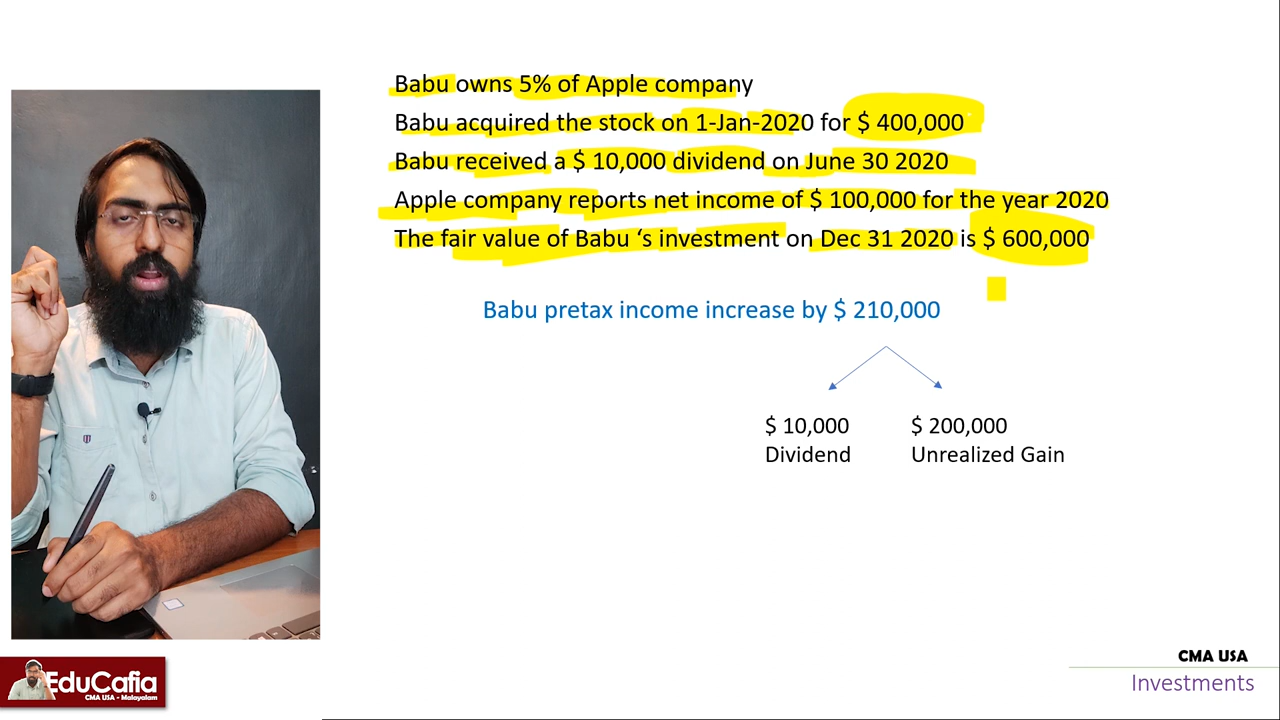 Babu owns 5% of Apple company
Babu acquired the stock on 1-Jan-2020 for $ 400,000
Babu received a $ 10,000 dividend on June 30 2020
Apple company reports net income of $ 100,000 for the year 2020
The fair value of Babu ‘s investment on Dec 31 2020 is $ 600,000
Babu pretax income increase by $ 210,000
$ 10,000
Dividend
$ 200,000
Unrealized Gain
EduCafia
CMA USA - Malayalam
CMA USA
Investments